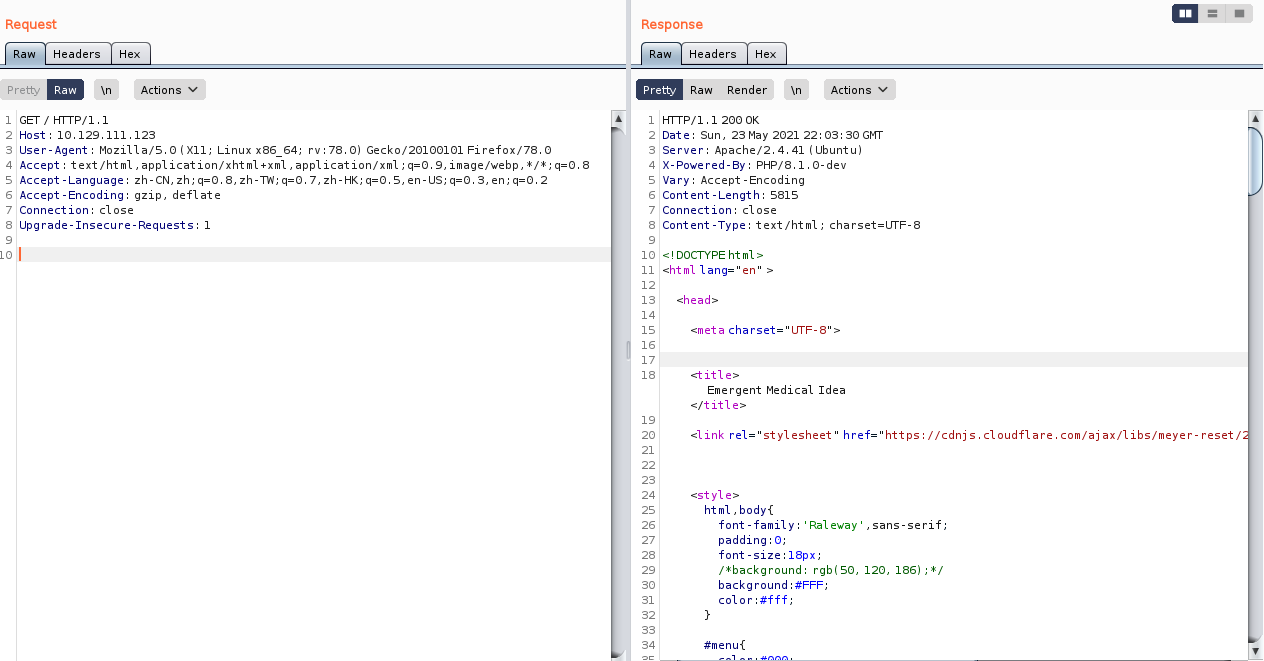 Request
Raw Headers Hex
Pretty Raw \n Actions
1 GET / HTTP/1.1
2 Host: 10.129.111.123
3 User-Agent: Mozilla/5.0 (X11; Linux x86_64; rv:78.0) Gecko/20100101 Firefox/78.0
4 Accept: text/html,application/xhtml+xml,application/xml;q=0.9,image/webp,*/*;q=0.8
5 Accept-Language: zh-CN,zh;q=0.8,zh-TW;q=0.7,zh-HK;q=0.5,en-US;q=0.3,en;q=0.2
6 Accept-Encoding: gzip, deflate
7 Connection: close
8 Upgrade-Insecure-Requests: 1
9
10
Response
Raw Headers Hex
Pretty Raw Render \n Actions
1 HTTP/1.1 200 OK
2 Date: Sun, 23 May 2021 22:03:30 GMT
3 Server: Apache/2.4.41 (Ubuntu)
4 X-Powered-By: PHP/8.1.0-dev
5 Vary: Accept-Encoding
6 Content-Length: 5815
7 Connection: close
8 Content-Type: text/html; charset=UTF-8
9
10 <!DOCTYPE html>
11 <html lang="en" >
12
13 <head>
14
15 <meta charset="UTF-8">
16
17
18 <title>
Emergent Medical Idea
</title>
19
20 <link rel="stylesheet" href="https://cdnjs.cloudflare.com/ajax/libs/meyer-reset/2
21
22
23
24 <style>
25 html,body{
26 font-family:'Raleway',sans-serif;
27 padding:0;
28 font-size:18px;
29 /*background: rgb(50, 120, 186);*/
30 background:#FFF;
31 color:#fff;
32 }
33
34 #menu{
35 color:#000;